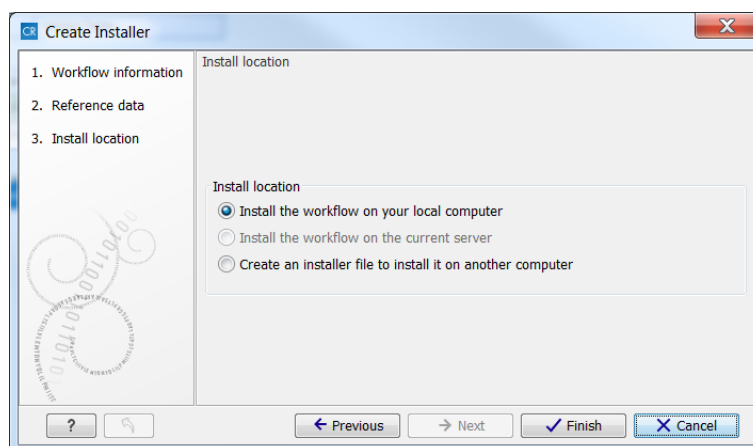 CR Create Installer
1. Workflow information
2. Reference data
3. Install location
Install location
Install location
Install the workflow on your local computer
Install the workflow on the current server
Create an installer file to install it on another computer
? Previous Next Finish Cancel